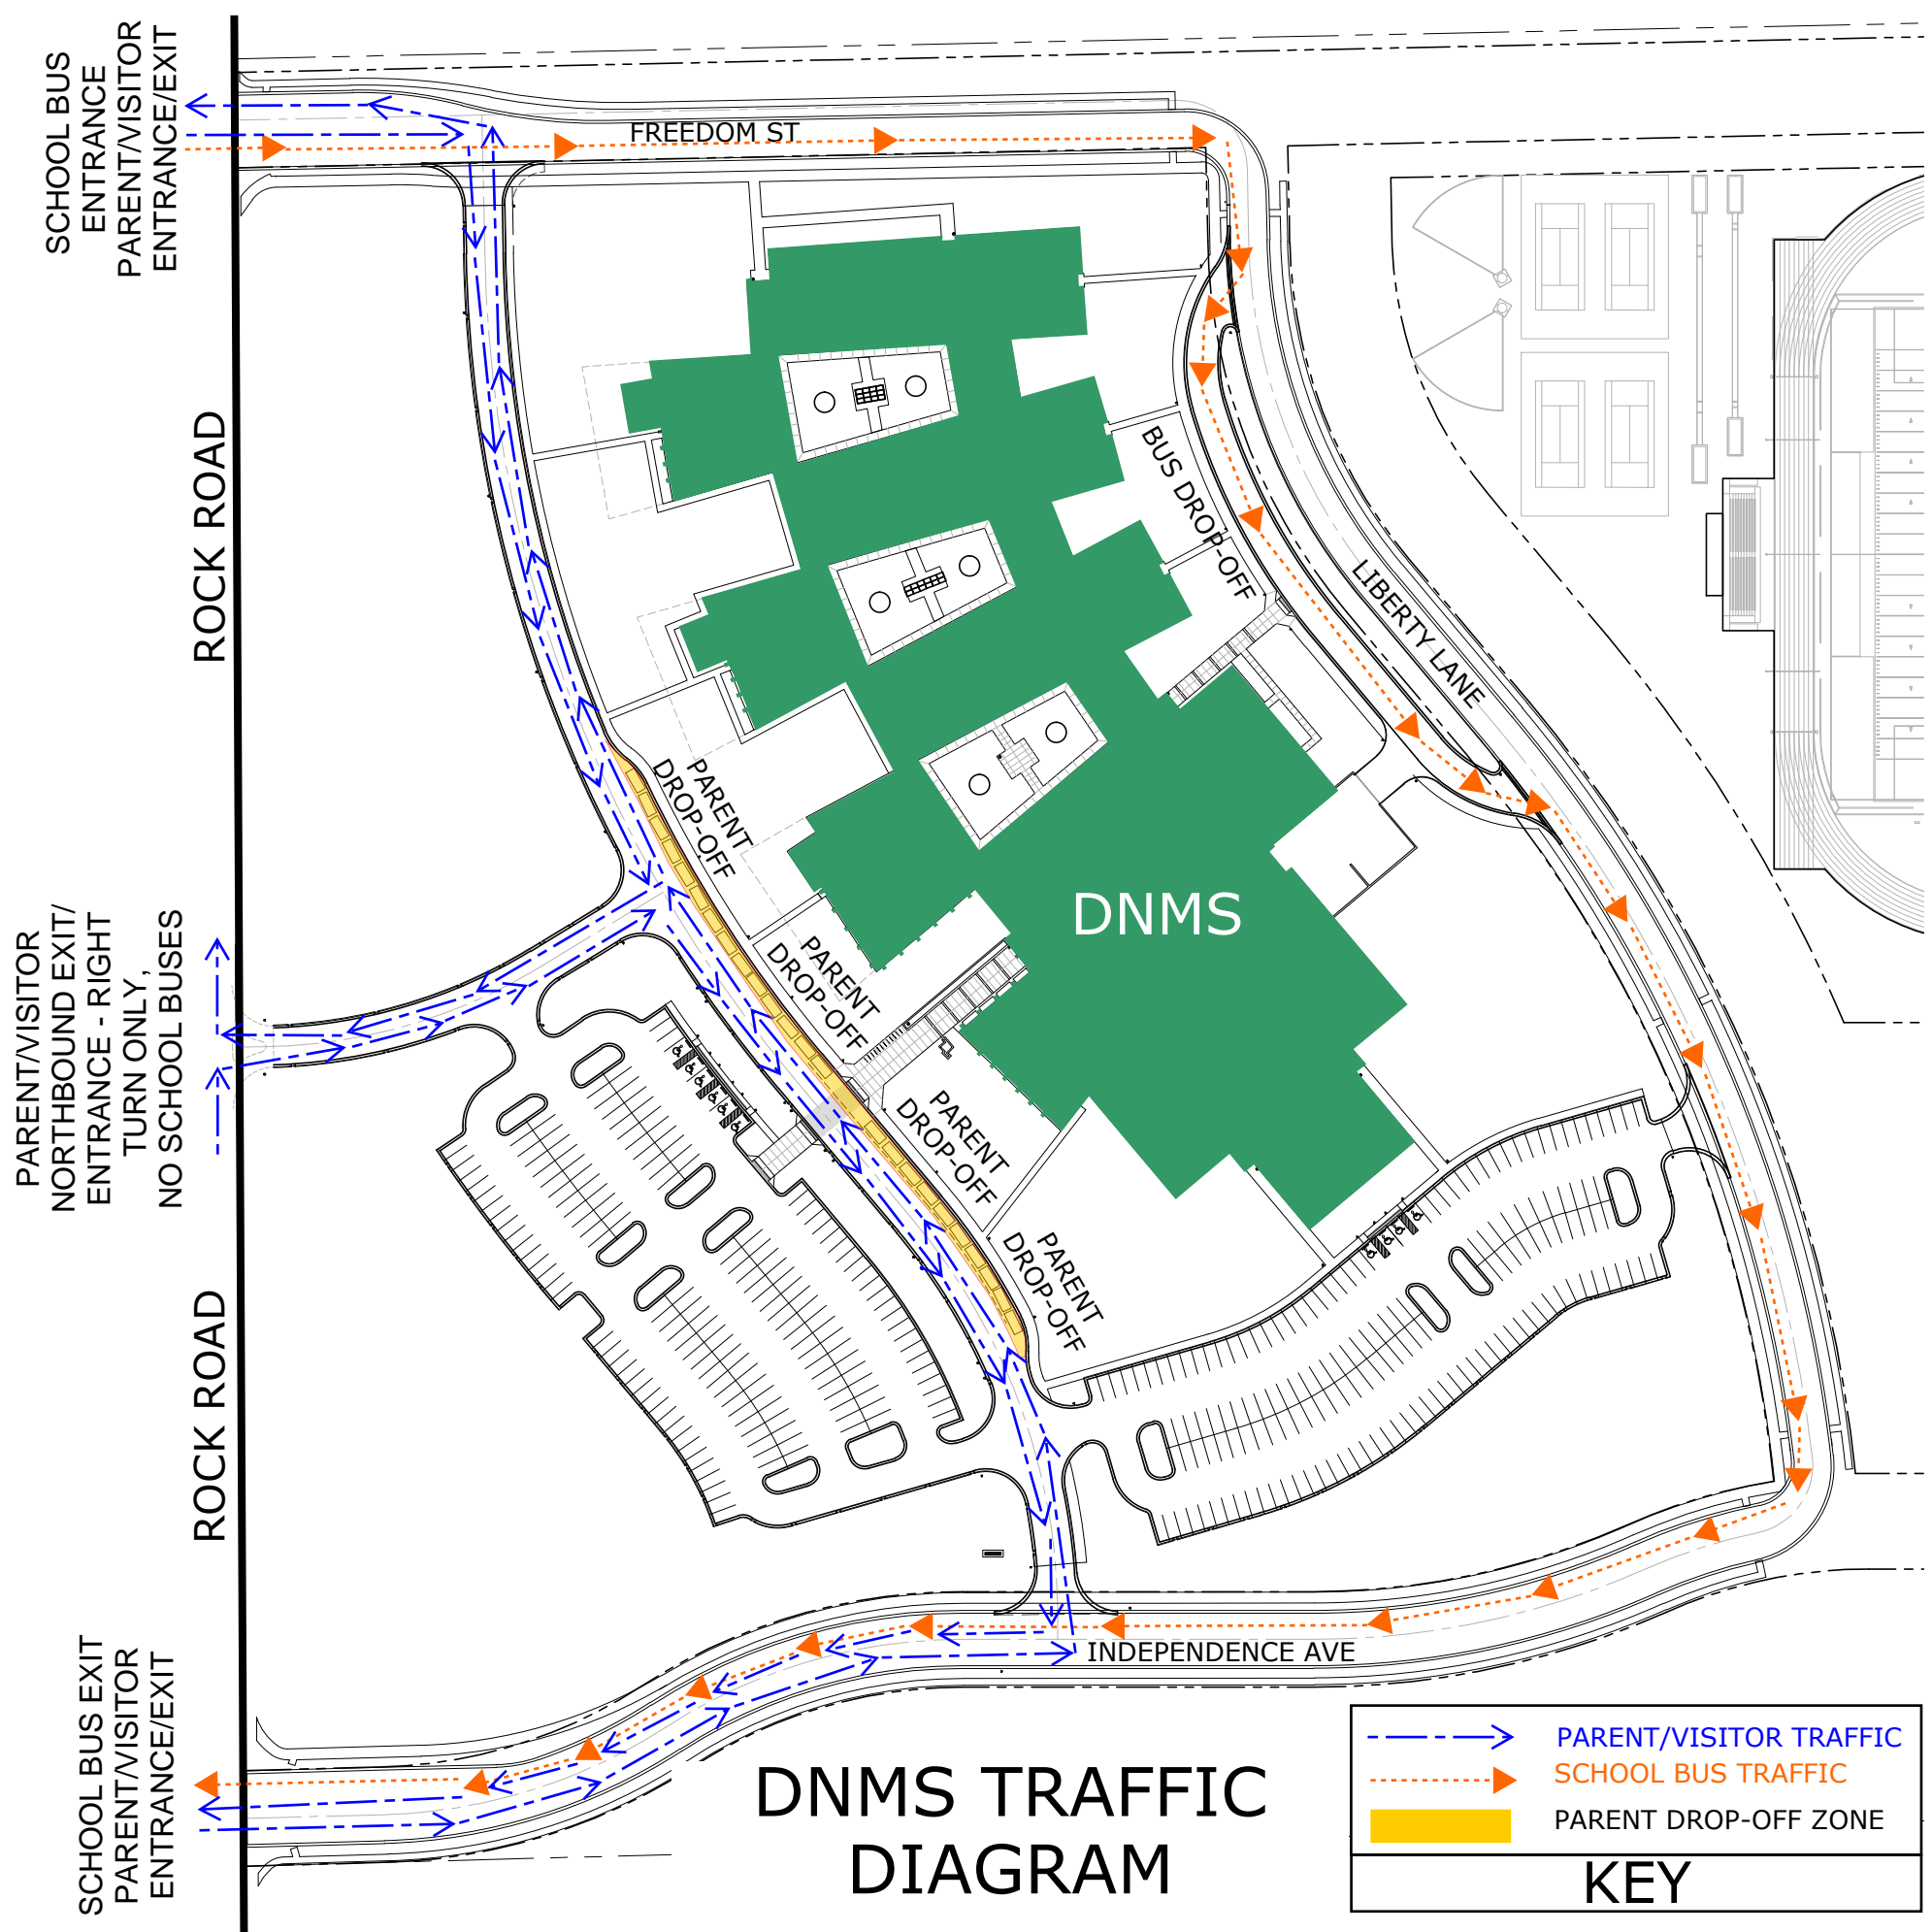 SCHOOL BUS
ENTRANCE
PARENT/VISITOR
ENTRANCE/EXIT
FREEDOM ST
ROCK ROAD
BUS DROP-OFF
LIBERTY LANE
PARENT
DROP-OFF
DNMS
PARENT
DROP-OFF
PARENT/VISITOR
NORTHBOUND EXIT/
ENTRANCE - RIGHT
TURN ONLY,
NO SCHOOL BUSES
PARENT
DROP-OFF
PARENT
DROP-OFF
ROCK ROAD
INDEPENDENCE AVE
SCHOOL BUS EXIT
PARENT/VISITOR
ENTRANCE/EXIT
DNMS TRAFFIC
DIAGRAM
PARENT/VISITOR TRAFFIC
SCHOOL BUS TRAFFIC
PARENT DROP-OFF ZONE
KEY